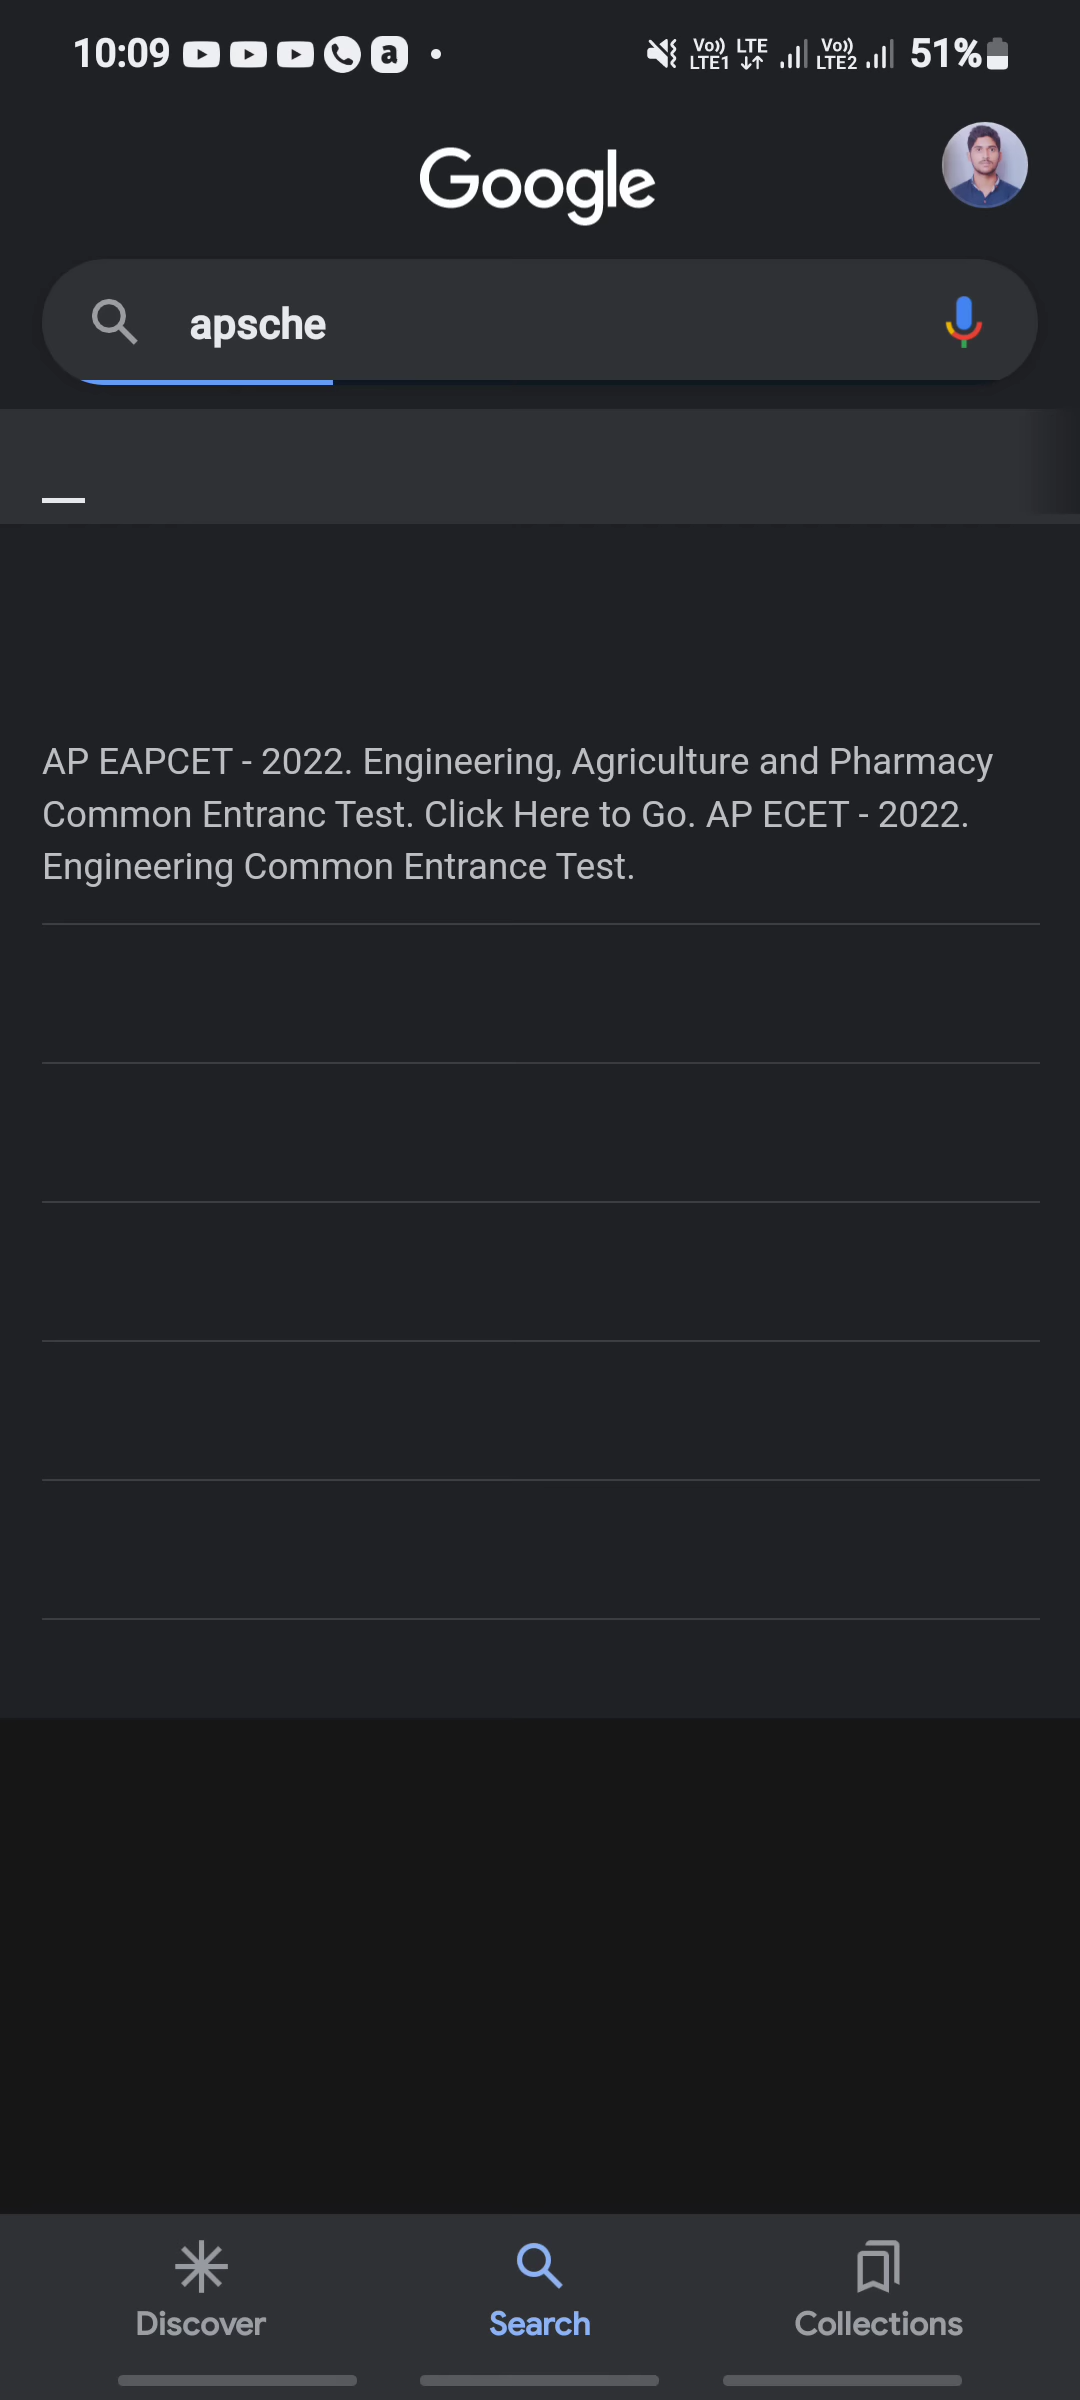 10:09 a 51%
Vo)) LTE Vo))
LTE1 LTE2
Google
apsche
AP EAPCET - 2022. Engineering, Agriculture and Pharmacy
Common Entranc Test. Click Here to Go. AP ECET - 2022.
Engineering Common Entrance Test.
Discover Search Collections